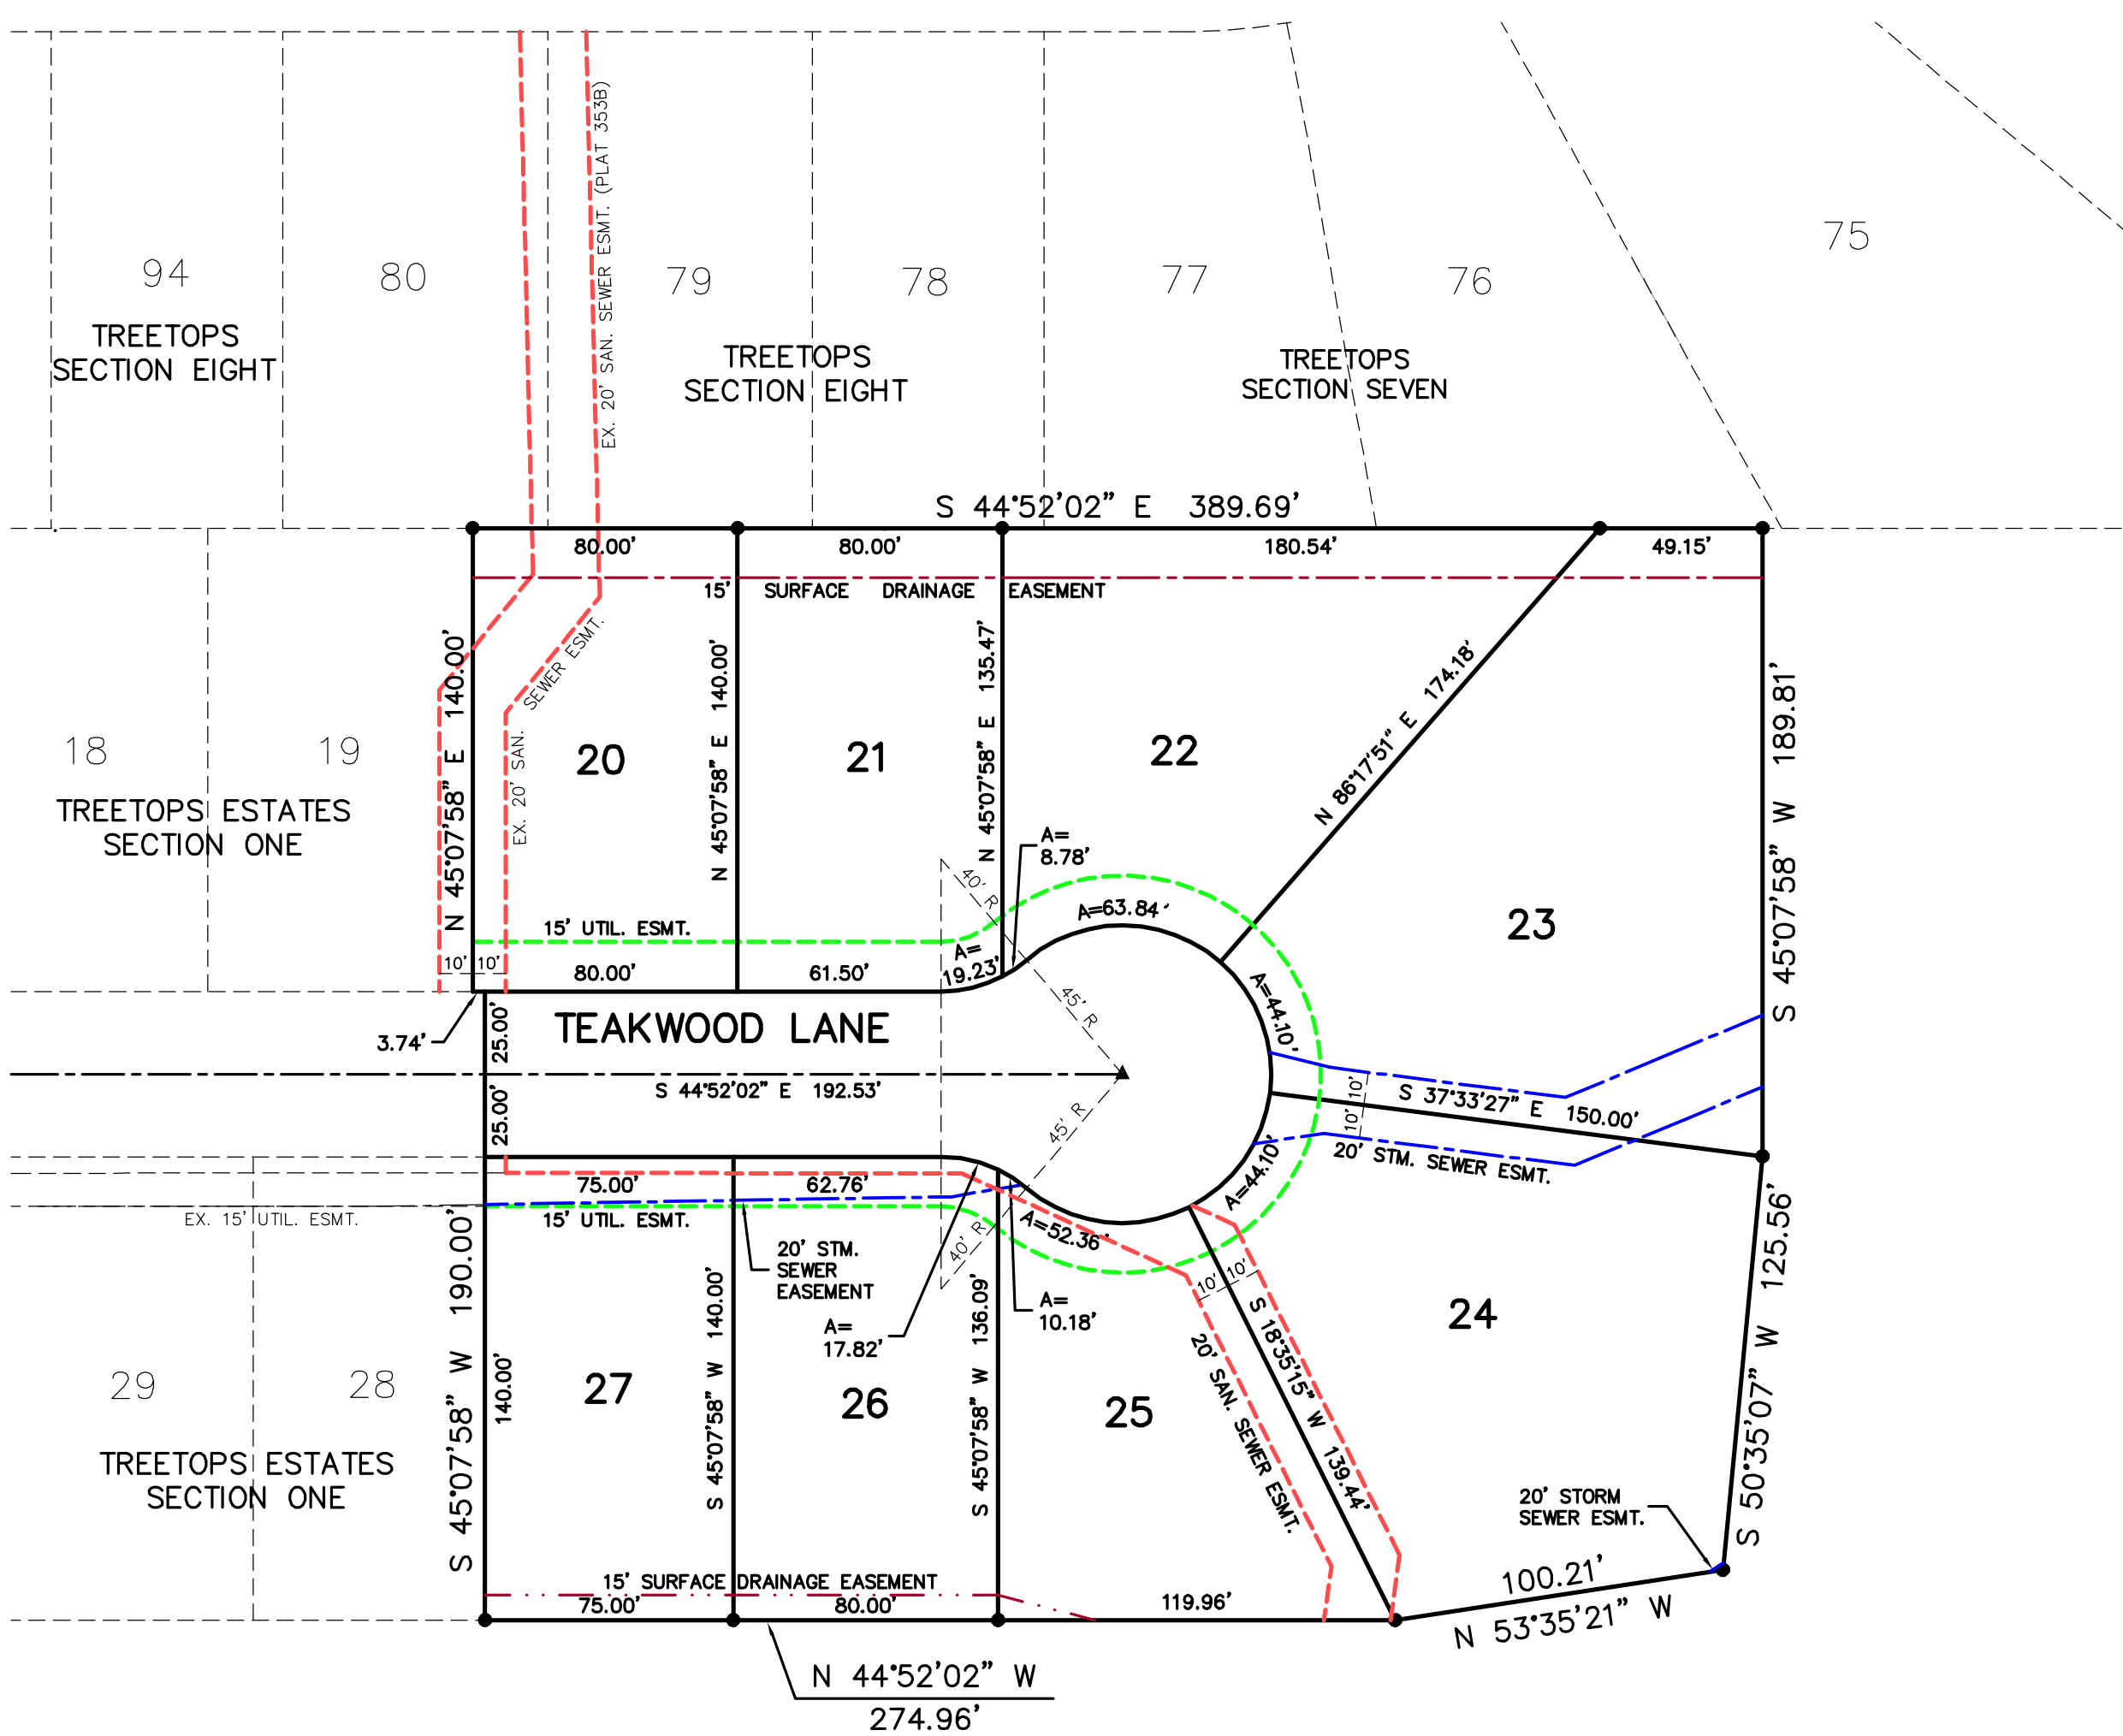 EX. 20' SAN. SEWER ESMT. (PLAT 353B)
94
80
79
78
77
76
75
TREETOPS
SECTION EIGHT
TREETOPS
SECTION EIGHT
TREETOPS
SECTION SEVEN
S 44°52'02" E 389.69'
80.00'
80.00'
180.54'
49.15'
15' SURFACE DRAINAGE EASEMENT
N 45°07'58" E 140.00'
SEWER ESMT.
EX. 20' SAN.
N 45°07'58" E 140.00'
N 45°07'58" E 135.47'
N 86°17'51" E 174.18'
S 45°07'58" W 189.81'
18
19
20
21
22
23
TREETOPS ESTATES
SECTION ONE
A=
8.78'
40' R
A=63.84'
15' UTIL. ESMT.
A=
19.23'
10'
10'
80.00'
61.50'
45' R
A=44.10'
3.74'
25.00'
TEAKWOOD LANE
S 44°52'02" E 192.53'
25.00'
45' R
10'
10'
S 37°33'27" E 150.00'
20' STM. SEWER ESMT.
A=44.10'
75.00'
62.76'
EX. 15' UTIL. ESMT.
15' UTIL. ESMT.
A=52.36'
40' R
20' STM.
SEWER
EASEMENT
A=
17.82'
A=
10.18'
10'
10'
S 45°07'58" W 190.00'
140.00'
S 45°07'58" W 140.00'
S 45°07'58" W 136.09'
20' SAN. SEWER ESMT.
S 18°35'15" W 139.44'
S 50°35'07" W 125.56'
29
28
27
26
25
24
TREETOPS ESTATES
SECTION ONE
20' STORM
SEWER ESMT.
15' SURFACE DRAINAGE EASEMENT
75.00'
80.00'
119.96'
100.21'
N 53°35'21" W
N 44°52'02" W
274.96'